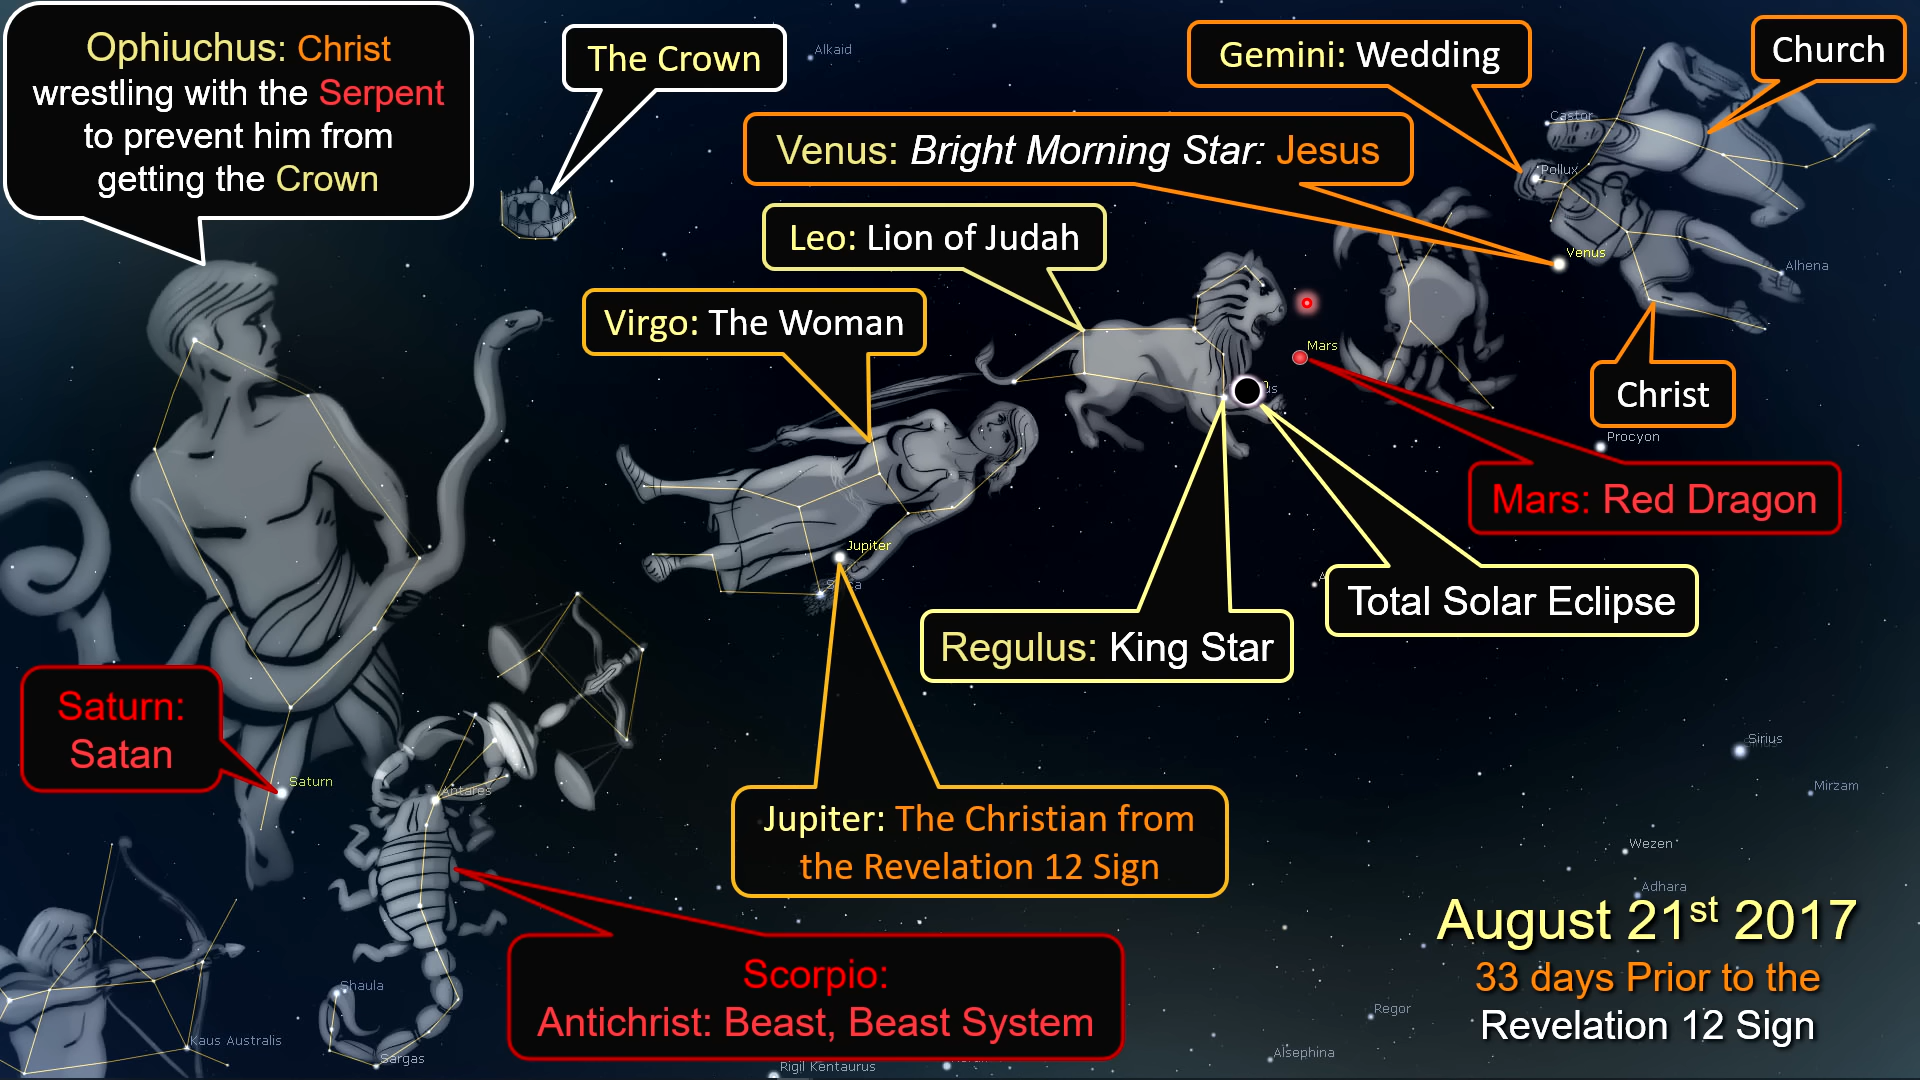 Ophiuchus: Christ
wrestling with the Serpent
to prevent him from
getting the Crown
The Crown
Alkaid
Gemini: Wedding
Church
Castor
Venus: Bright Morning Star: Jesus
Pollux
Leo: Lion of Judah
Venus
Alhena
Virgo: The Woman
Mars
Christ
Procyon
Mars: Red Dragon
Jupiter
Total Solar Eclipse
Regulus: King Star
Saturn:
Satan
Saturn
Antares
Sirius
Mirzam
Jupiter: The Christian from
the Revelation 12 Sign
Wezen
Adhara
August 21st 2017
33 days Prior to the
Revelation 12 Sign
Scorpio:
Antichrist: Beast, Beast System
Shaula
Regor
Kaus Australis
Sargas
Alsephina
Rigil Kentaurus